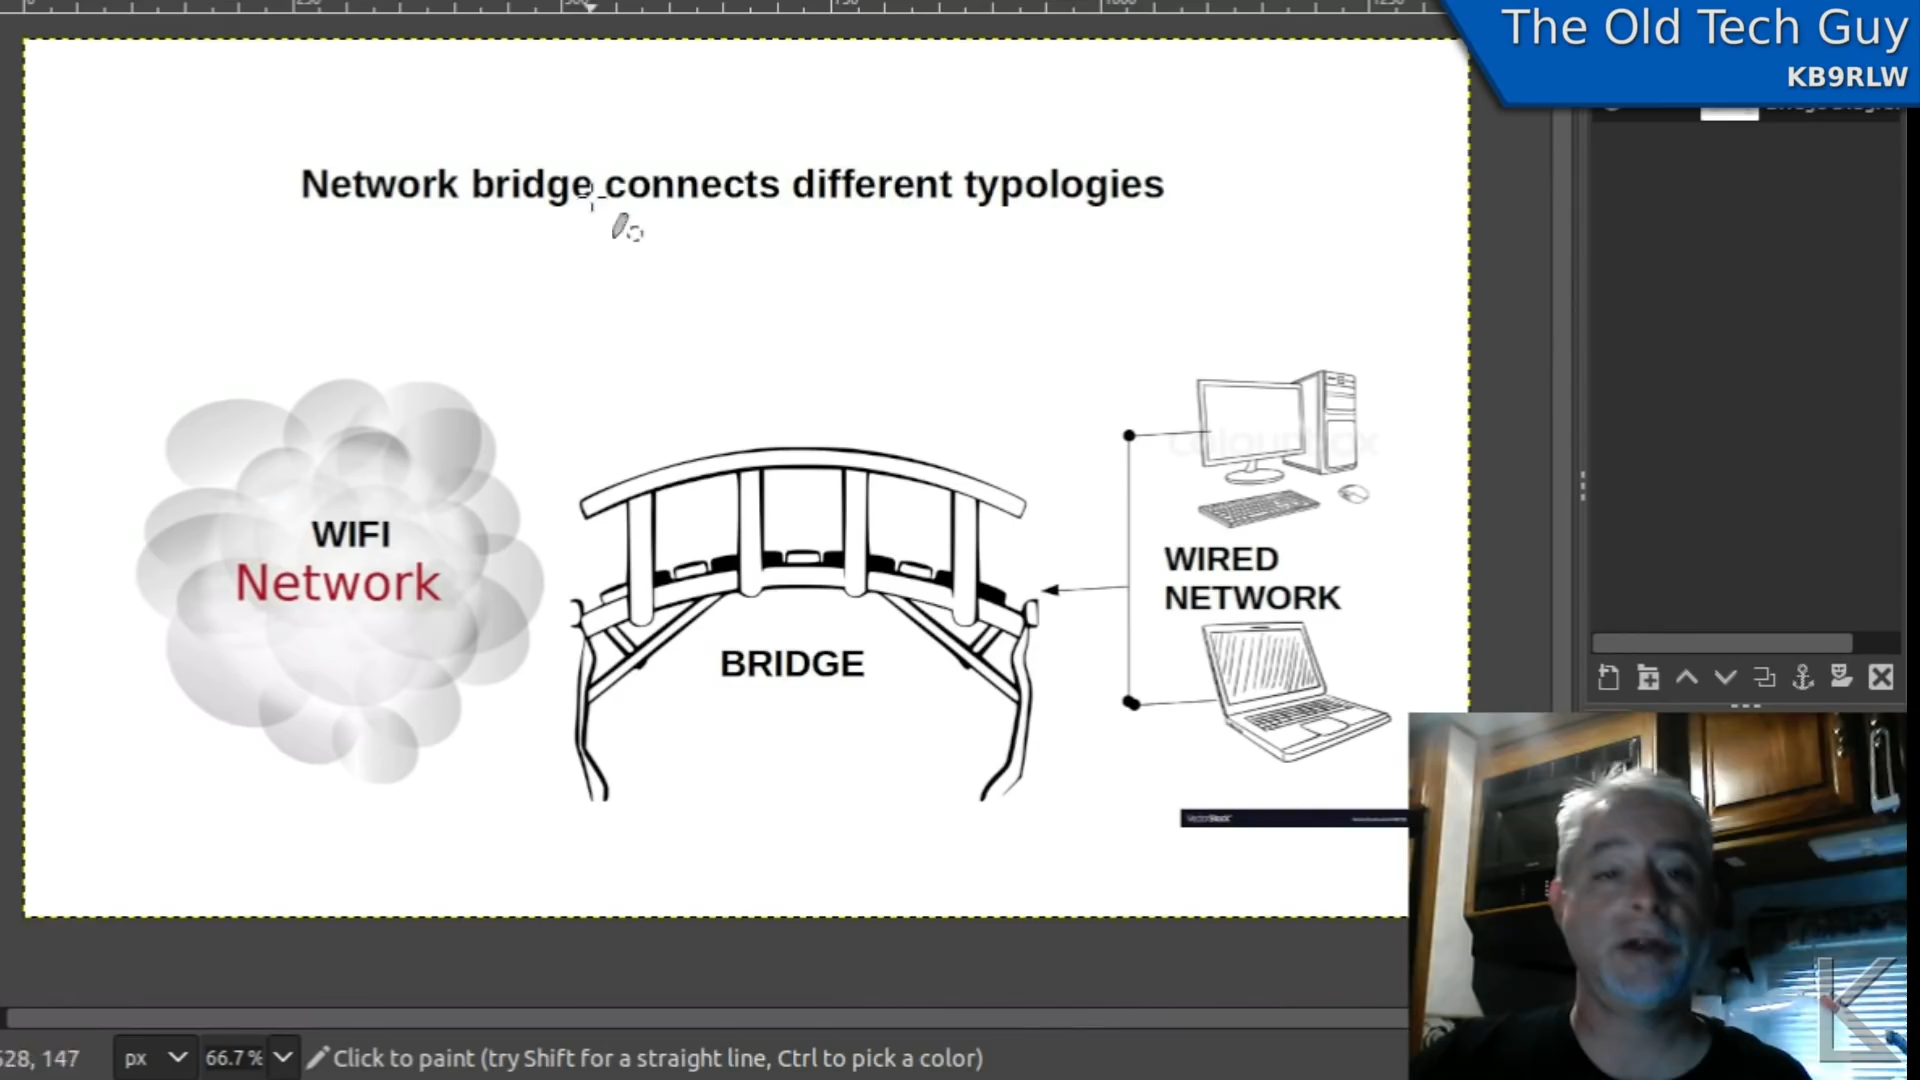 The Old Tech Guy
KB9RLW
Network bridge connects different typologies
WIFI
Network
BRIDGE
WIRED
NETWORK
VectorStock
528, 147
px
66.7 %
Click to paint (try Shift for a straight line, Ctrl to pick a color)